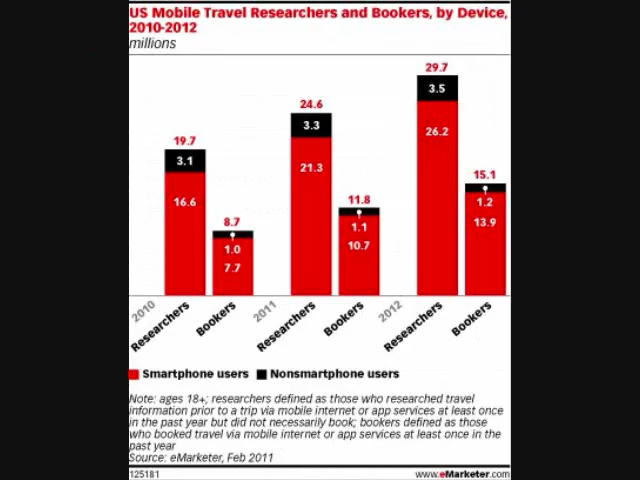 US Mobile Travel Researchers and Bookers, by Device,
2010-2012
millions
29.7
3.5
24.6
3.3
26.2
19.7
3.1
21.3
15.1
16.6
11.8
1.2
1.1
13.9
8.7
10.7
1.0
7.7
2010
Researchers
Bookers
2011
Researchers
Bookers
2012
Researchers
Bookers
Smartphone users
Nonsmartphone users
Note: ages 18+; researchers defined as those who researched travel
information prior to a trip via mobile internet or app services at least once
in the past year but did not necessarily book; bookers defined as those
who booked travel via mobile internet or app services at least once in the
past year
Source: eMarketer, Feb 2011
125181
www.eMarketer.com